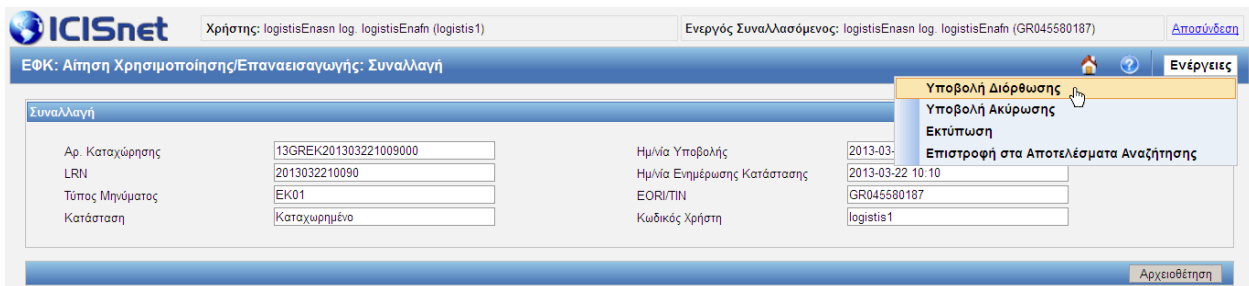 ICISnet Χρήστης: logistisEnasn log. logistisEnafn (logistis1) Ενεργός Συναλλασόμενος: logistisEnasn log. logistisEnafn (GR045580187) Αποσύνδεση
ΕΦΚ: Αίτηση Χρησιμοποίησης/Επαναεισαγωγής: Συναλλαγή Ενέργειες
Υποβολή Διόρθωσης
Υποβολή Ακύρωσης
Εκτύπωση
Επιστροφή στα Αποτελέσματα Αναζήτησης
Συναλλαγή
Αρ. Καταχώρησης 13GREK201303221009000 Ημ/νία Υποβολής 2013-03-
LRN 2013032210090 Ημ/νία Ενημέρωσης Κατάστασης 2013-03-22 10:10
Τύπος Μηνύματος EK01 EORI/TIN GR045580187
Κατάσταση Καταχωρημένο Κωδικός Χρήστη logistis1
Αρχειοθέτηση